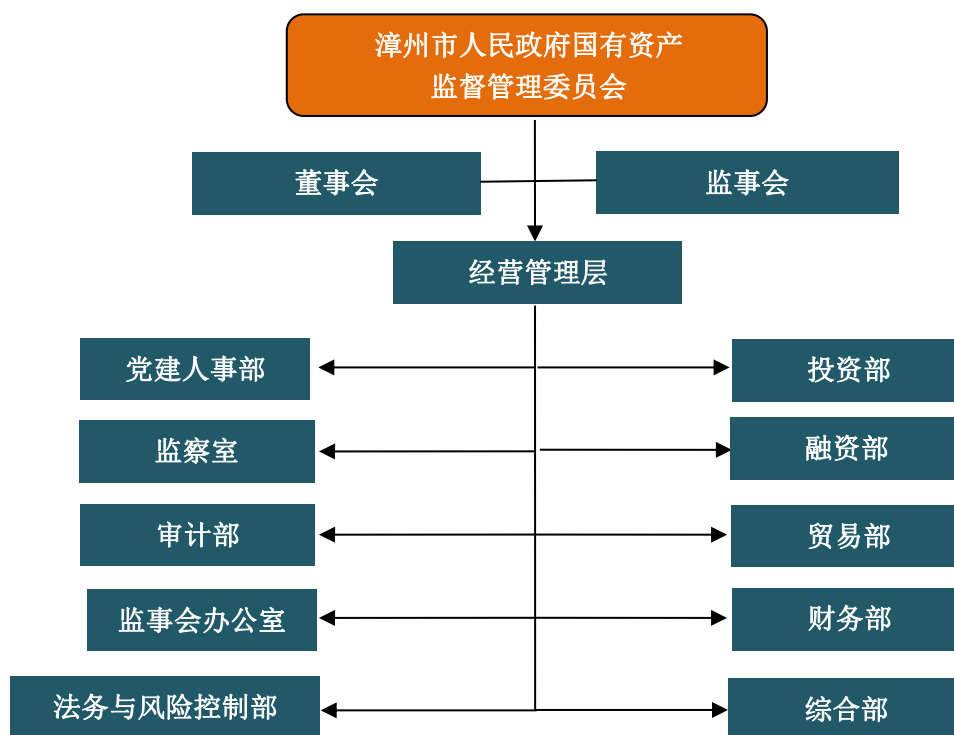 漳州市人民政府国有资产
监督管理委员会
董事会
监事会
经营管理层
党建人事部
投资部
监察室
融资部
审计部
贸易部
监事会办公室
财务部
法务与风险控制部
综合部